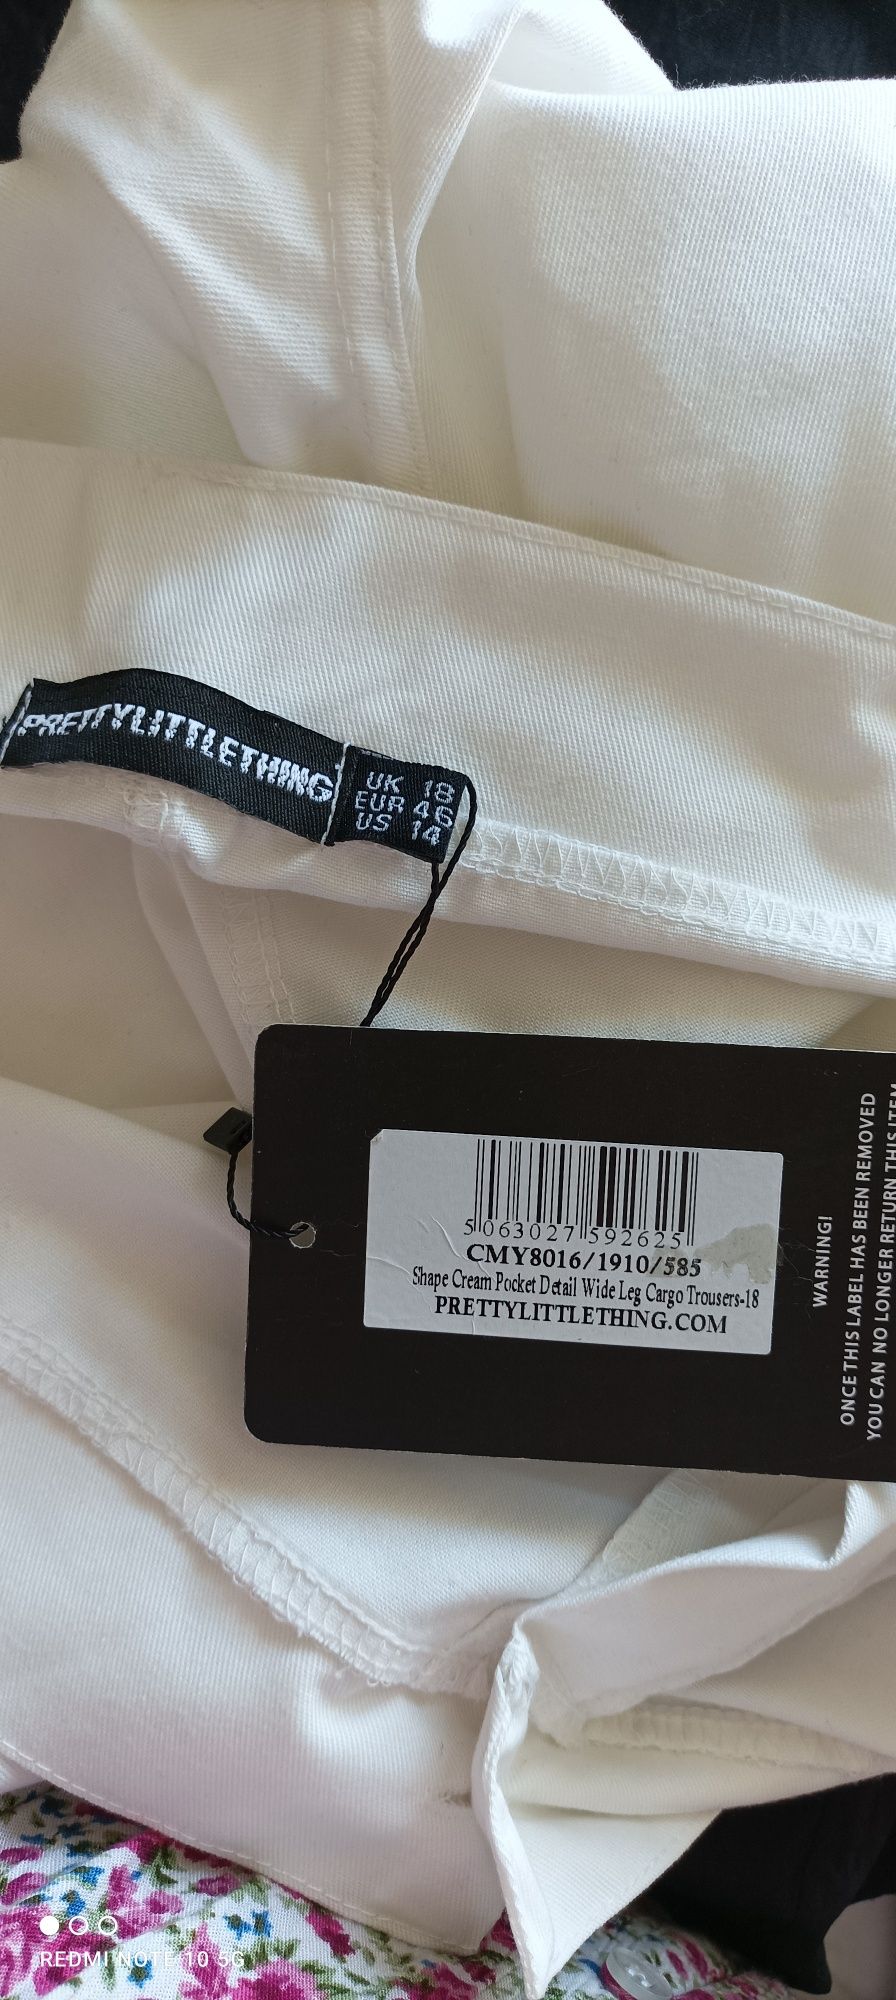 PRETTYLITTLETHING
UK 18
EUR 46
US 14
5 063027 592625
CMY8016/1910/585
Shape Cream Pocket Detail Wide Leg Cargo Trousers-18
PRETTYLITTLETHING.COM
WARNING!
ONCE THIS LABEL HAS BEEN REMOVED
YOU CAN NO LONGER RETURN THIS ITEM
REDMI NOTE 10 5G